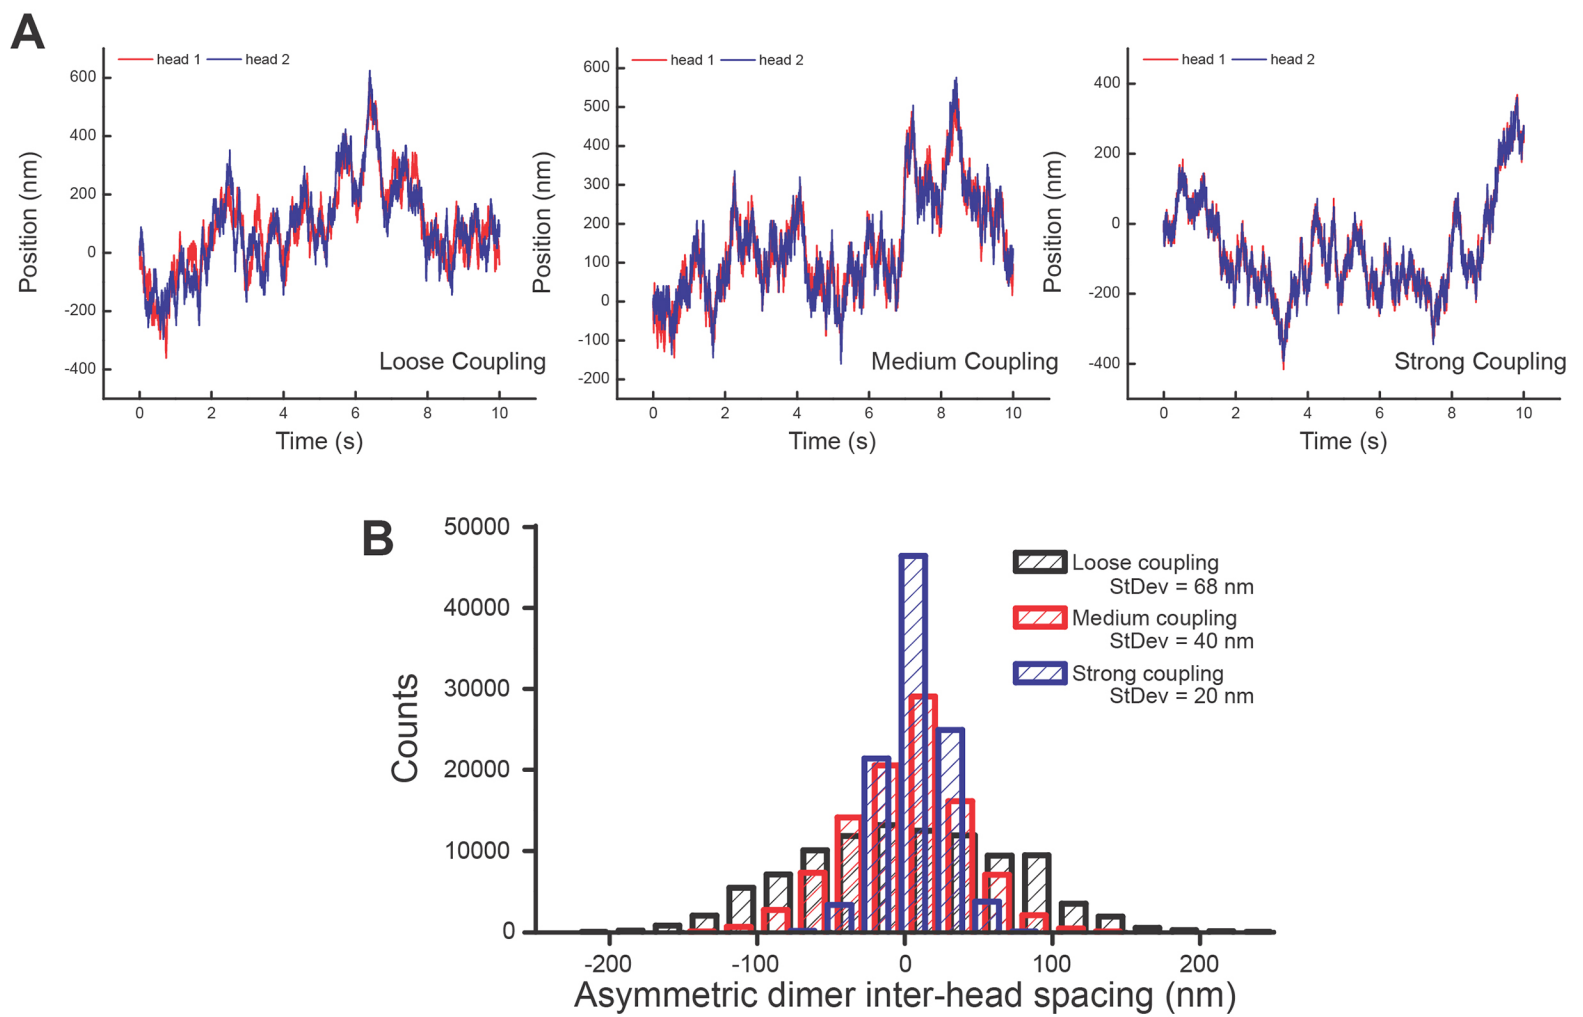 A
head 1 head 2
600
400
200
0
-200
-400
Position (nm)
Loose Coupling
0 2 4 6 8 10
Time (s)
head 1 head 2
600
500
400
300
200
100
0
-100
-200
Position (nm)
Medium Coupling
0 2 4 6 8 10
Time (s)
head 1 head 2
400
200
0
-200
-400
Position (nm)
Strong Coupling
0 2 4 6 8 10
Time (s)
B
50000
40000
30000
20000
10000
0
Counts
Loose coupling
StDev = 68 nm
Medium coupling
StDev = 40 nm
Strong coupling
StDev = 20 nm
-200 -100 0 100 200
Asymmetric dimer inter-head spacing (nm)